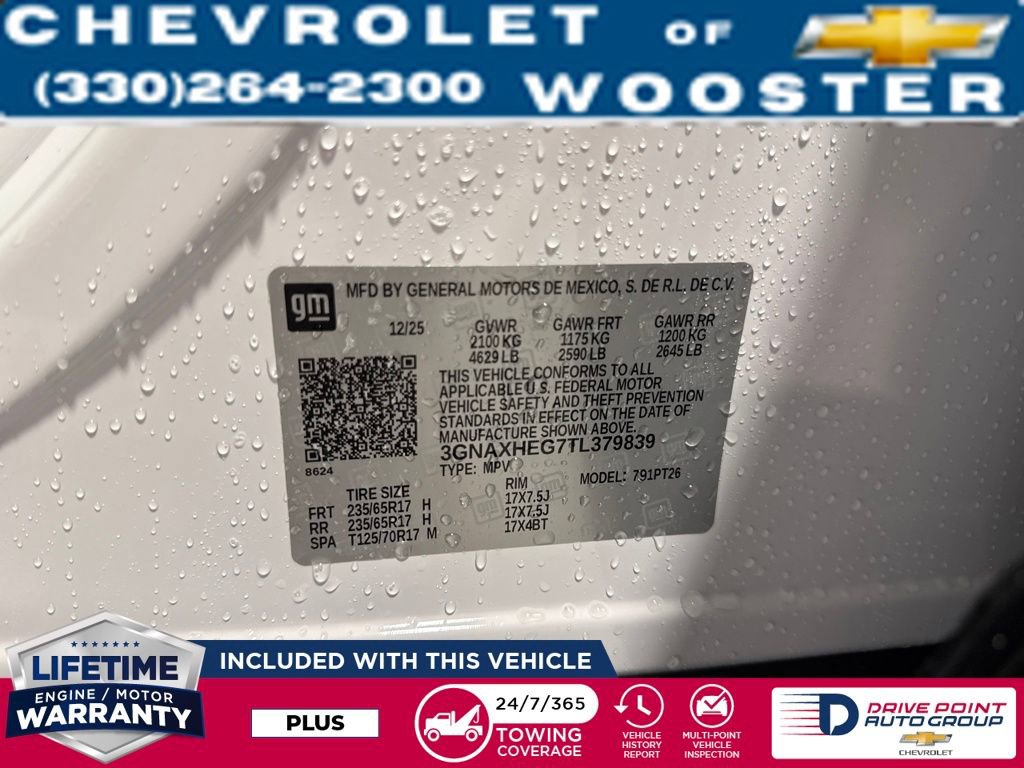 CHEVROLET OF
(330)264-2300 WOOSTER
gm
MFD BY GENERAL MOTORS DE MEXICO, S. DE R.L. DE C.V.
12/25 GVWR GAWR FRT GAWR RR
2100 KG 1175 KG 1200 KG
4629 LB 2590 LB 2645 LB
THIS VEHICLE CONFORMS TO ALL
APPLICABLE U.S. FEDERAL MOTOR
VEHICLE SAFETY AND THEFT PREVENTION
STANDARDS IN EFFECT ON THE DATE OF
MANUFACTURE SHOWN ABOVE.
3GNAXHEG7TL379839
8624
TYPE: MPV MODEL: 791PT26
TIRE SIZE RIM
FRT 235/65R17 H 17X7.5J
RR 235/65R17 H 17X7.5J
SPA T125/70R17 M 17X4BT
LIFETIME
ENGINE / MOTOR
WARRANTY
INCLUDED WITH THIS VEHICLE
PLUS
24/7/365
TOWING
COVERAGE
VEHICLE
HISTORY
REPORT
MULTI-POINT
VEHICLE
INSPECTION
D
DRIVE POINT
AUTO GROUP
CHEVROLET